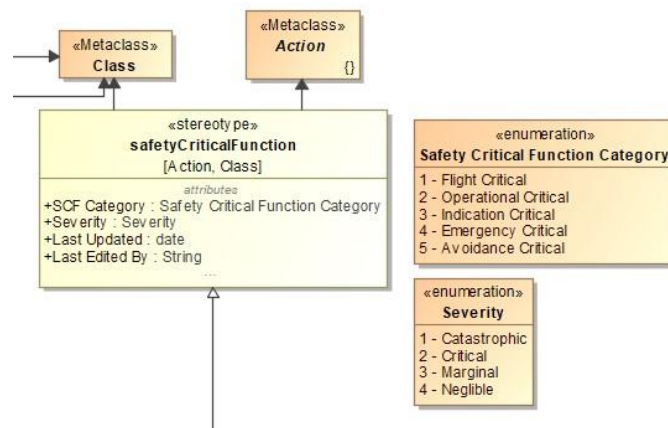 «Metaclass»
Class
«Metaclass»
Action
{}
«stereotype»
safetyCriticalFunction
[Action, Class]
attributes
+SCF Category : Safety Critical Function Category
+Severity : Severity
+Last Updated : date
+Last Edited By : String
...
«enumeration»
Safety Critical Function Category
1 - Flight Critical
2 - Operational Critical
3 - Indication Critical
4 - Emergency Critical
5 - Avoidance Critical
«enumeration»
Severity
1 - Catastrophic
2 - Critical
3 - Marginal
4 - Neglible